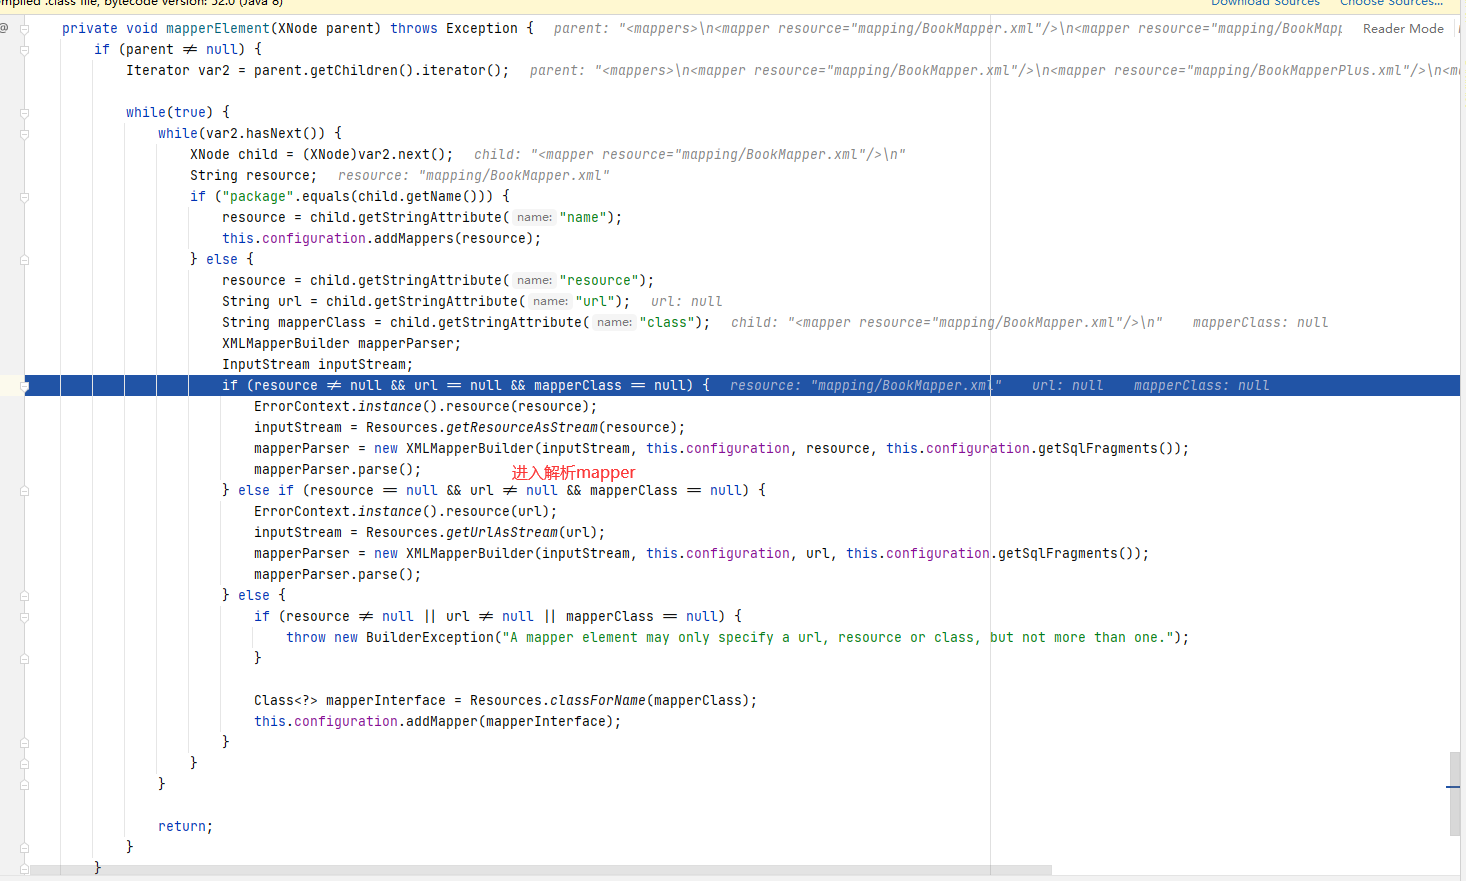 ompiled .class file, bytecode version: 52.0 (Java 8) Download Sources Choose Sources...
private void mapperElement(XNode parent) throws Exception { parent: "<mappers>\n<mapper resource="mapping/BookMapper.xml"/>\n<mapper resource="mapping/BookMapp Reader Mode
if (parent ≠ null) {
Iterator var2 = parent.getChildren().iterator(); parent: "<mappers>\n<mapper resource="mapping/BookMapper.xml"/>\n<mapper resource="mapping/BookMapperPlus.xml"/>\n<m
while(true) {
while(var2.hasNext()) {
XNode child = (XNode)var2.next(); child: "<mapper resource="mapping/BookMapper.xml"/>\n"
String resource; resource: "mapping/BookMapper.xml"
if ("package".equals(child.getName())) {
resource = child.getStringAttribute( name: "name");
this.configuration.addMappers(resource);
} else {
resource = child.getStringAttribute( name: "resource");
String url = child.getStringAttribute( name: "url"); url: null
String mapperClass = child.getStringAttribute( name: "class"); child: "<mapper resource="mapping/BookMapper.xml"/>\n" mapperClass: null
XMLMapperBuilder mapperParser;
InputStream inputStream;
if (resource ≠ null && url == null && mapperClass == null) { resource: "mapping/BookMapper.xml" url: null mapperClass: null
ErrorContext.instance().resource(resource);
inputStream = Resources.getResourceAsStream(resource);
mapperParser = new XMLMapperBuilder(inputStream, this.configuration, resource, this.configuration.getSqlFragments());
mapperParser.parse(); 进入解析mapper
} else if (resource == null && url ≠ null && mapperClass == null) {
ErrorContext.instance().resource(url);
inputStream = Resources.getUrlAsStream(url);
mapperParser = new XMLMapperBuilder(inputStream, this.configuration, url, this.configuration.getSqlFragments());
mapperParser.parse();
} else {
if (resource ≠ null || url ≠ null || mapperClass == null) {
throw new BuilderException("A mapper element may only specify a url, resource or class, but not more than one.");
}
Class<?> mapperInterface = Resources.classForName(mapperClass);
this.configuration.addMapper(mapperInterface);
}
}
}
return;
}
}